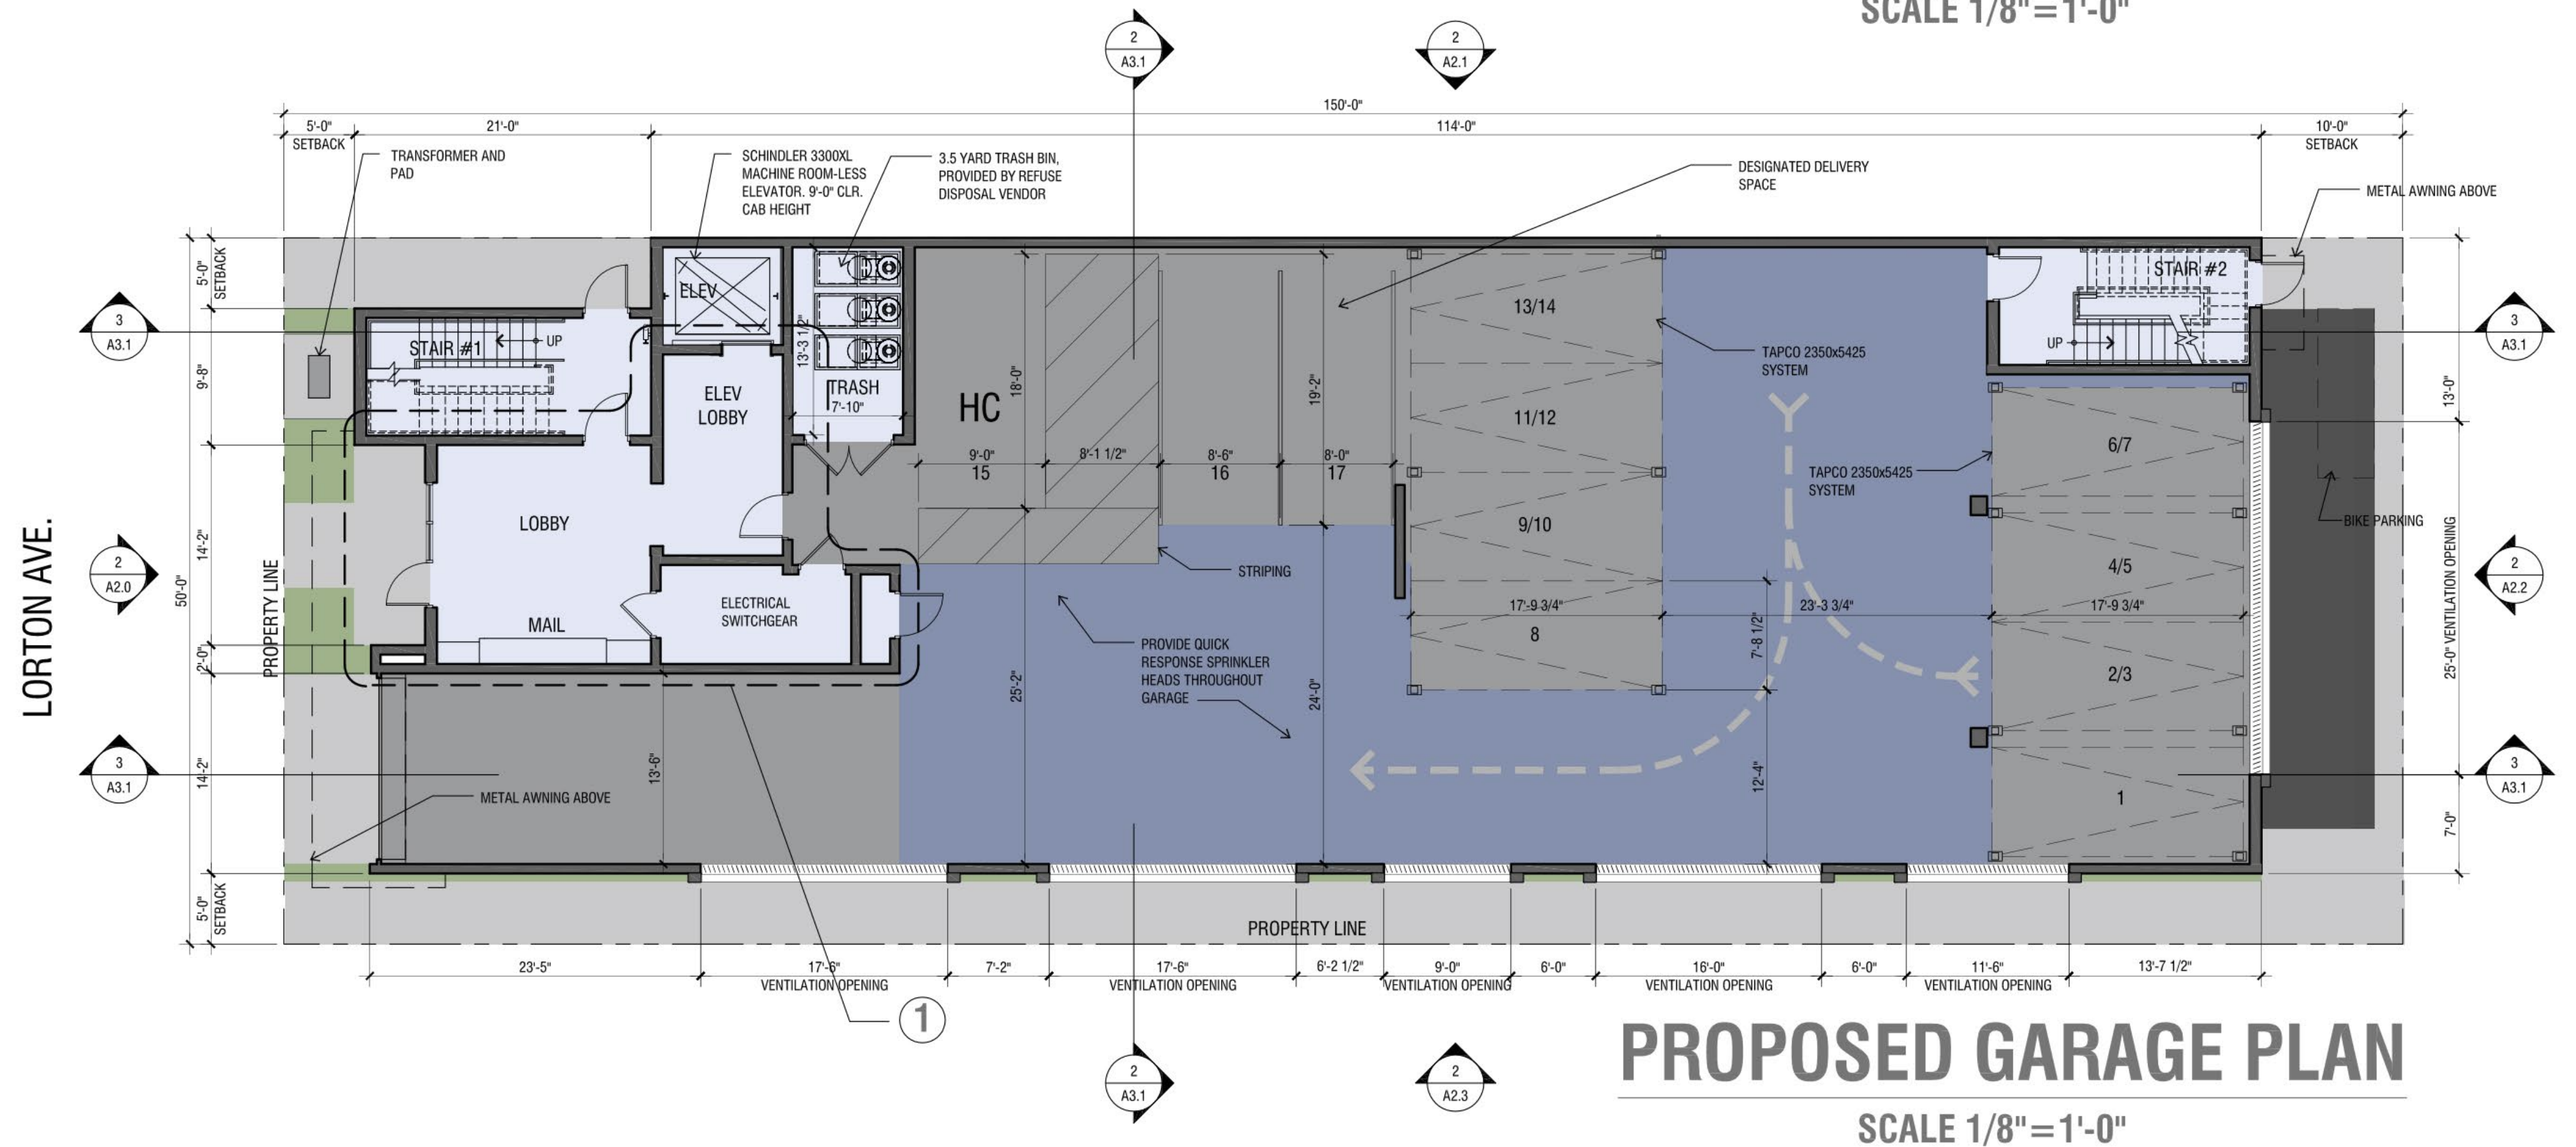 SCALE 1/8"=1'-0"
2
A3.1
2
A2.1
150'-0"
5'-0"
SETBACK
21'-0"
114'-0"
10'-0"
SETBACK
TRANSFORMER AND
PAD
SCHINDLER 3300XL
MACHINE ROOM-LESS
ELEVATOR. 9'-0" CLR.
CAB HEIGHT
3.5 YARD TRASH BIN,
PROVIDED BY REFUSE
DISPOSAL VENDOR
DESIGNATED DELIVERY
SPACE
METAL AWNING ABOVE
5'-0"
SETBACK
3
A3.1
9'-8"
STAIR #1
UP
ELEV
ELEV
LOBBY
13'-3 1/2"
TRASH
7'-10"
HC
18'-0"
19'-2"
13/14
TAPCO 2350x5425
SYSTEM
11/12
STAIR #2
UP
3
A3.1
13'-0"
9'-0"
15
8'-1 1/2"
8'-6"
16
8'-0"
17
TAPCO 2350x5425
SYSTEM
6/7
BIKE PARKING
LORTON AVE.
2
A2.0
50'-0"
14'-2"
PROPERTY LINE
LOBBY
9/10
4/5
25'-0" VENTILATION OPENING
2
A2.2
STRIPING
MAIL
ELECTRICAL
SWITCHGEAR
17'-9 3/4"
23'-3 3/4"
17'-9 3/4"
8
7'-8 1/2"
2'-0"
PROVIDE QUICK
RESPONSE SPRINKLER
HEADS THROUGHOUT
GARAGE
25'-2"
24'-0"
2/3
3
A3.1
14'-2"
13'-6"
METAL AWNING ABOVE
12'-4"
1
3
A3.1
7'-0"
5'-0"
SETBACK
PROPERTY LINE
23'-5"
17'-6"
VENTILATION OPENING
7'-2"
17'-6"
VENTILATION OPENING
6'-2 1/2"
9'-0"
VENTILATION OPENING
6'-0"
16'-0"
VENTILATION OPENING
6'-0"
11'-6"
VENTILATION OPENING
13'-7 1/2"
1
2
A3.1
2
A2.3
PROPOSED GARAGE PLAN
SCALE 1/8"=1'-0"